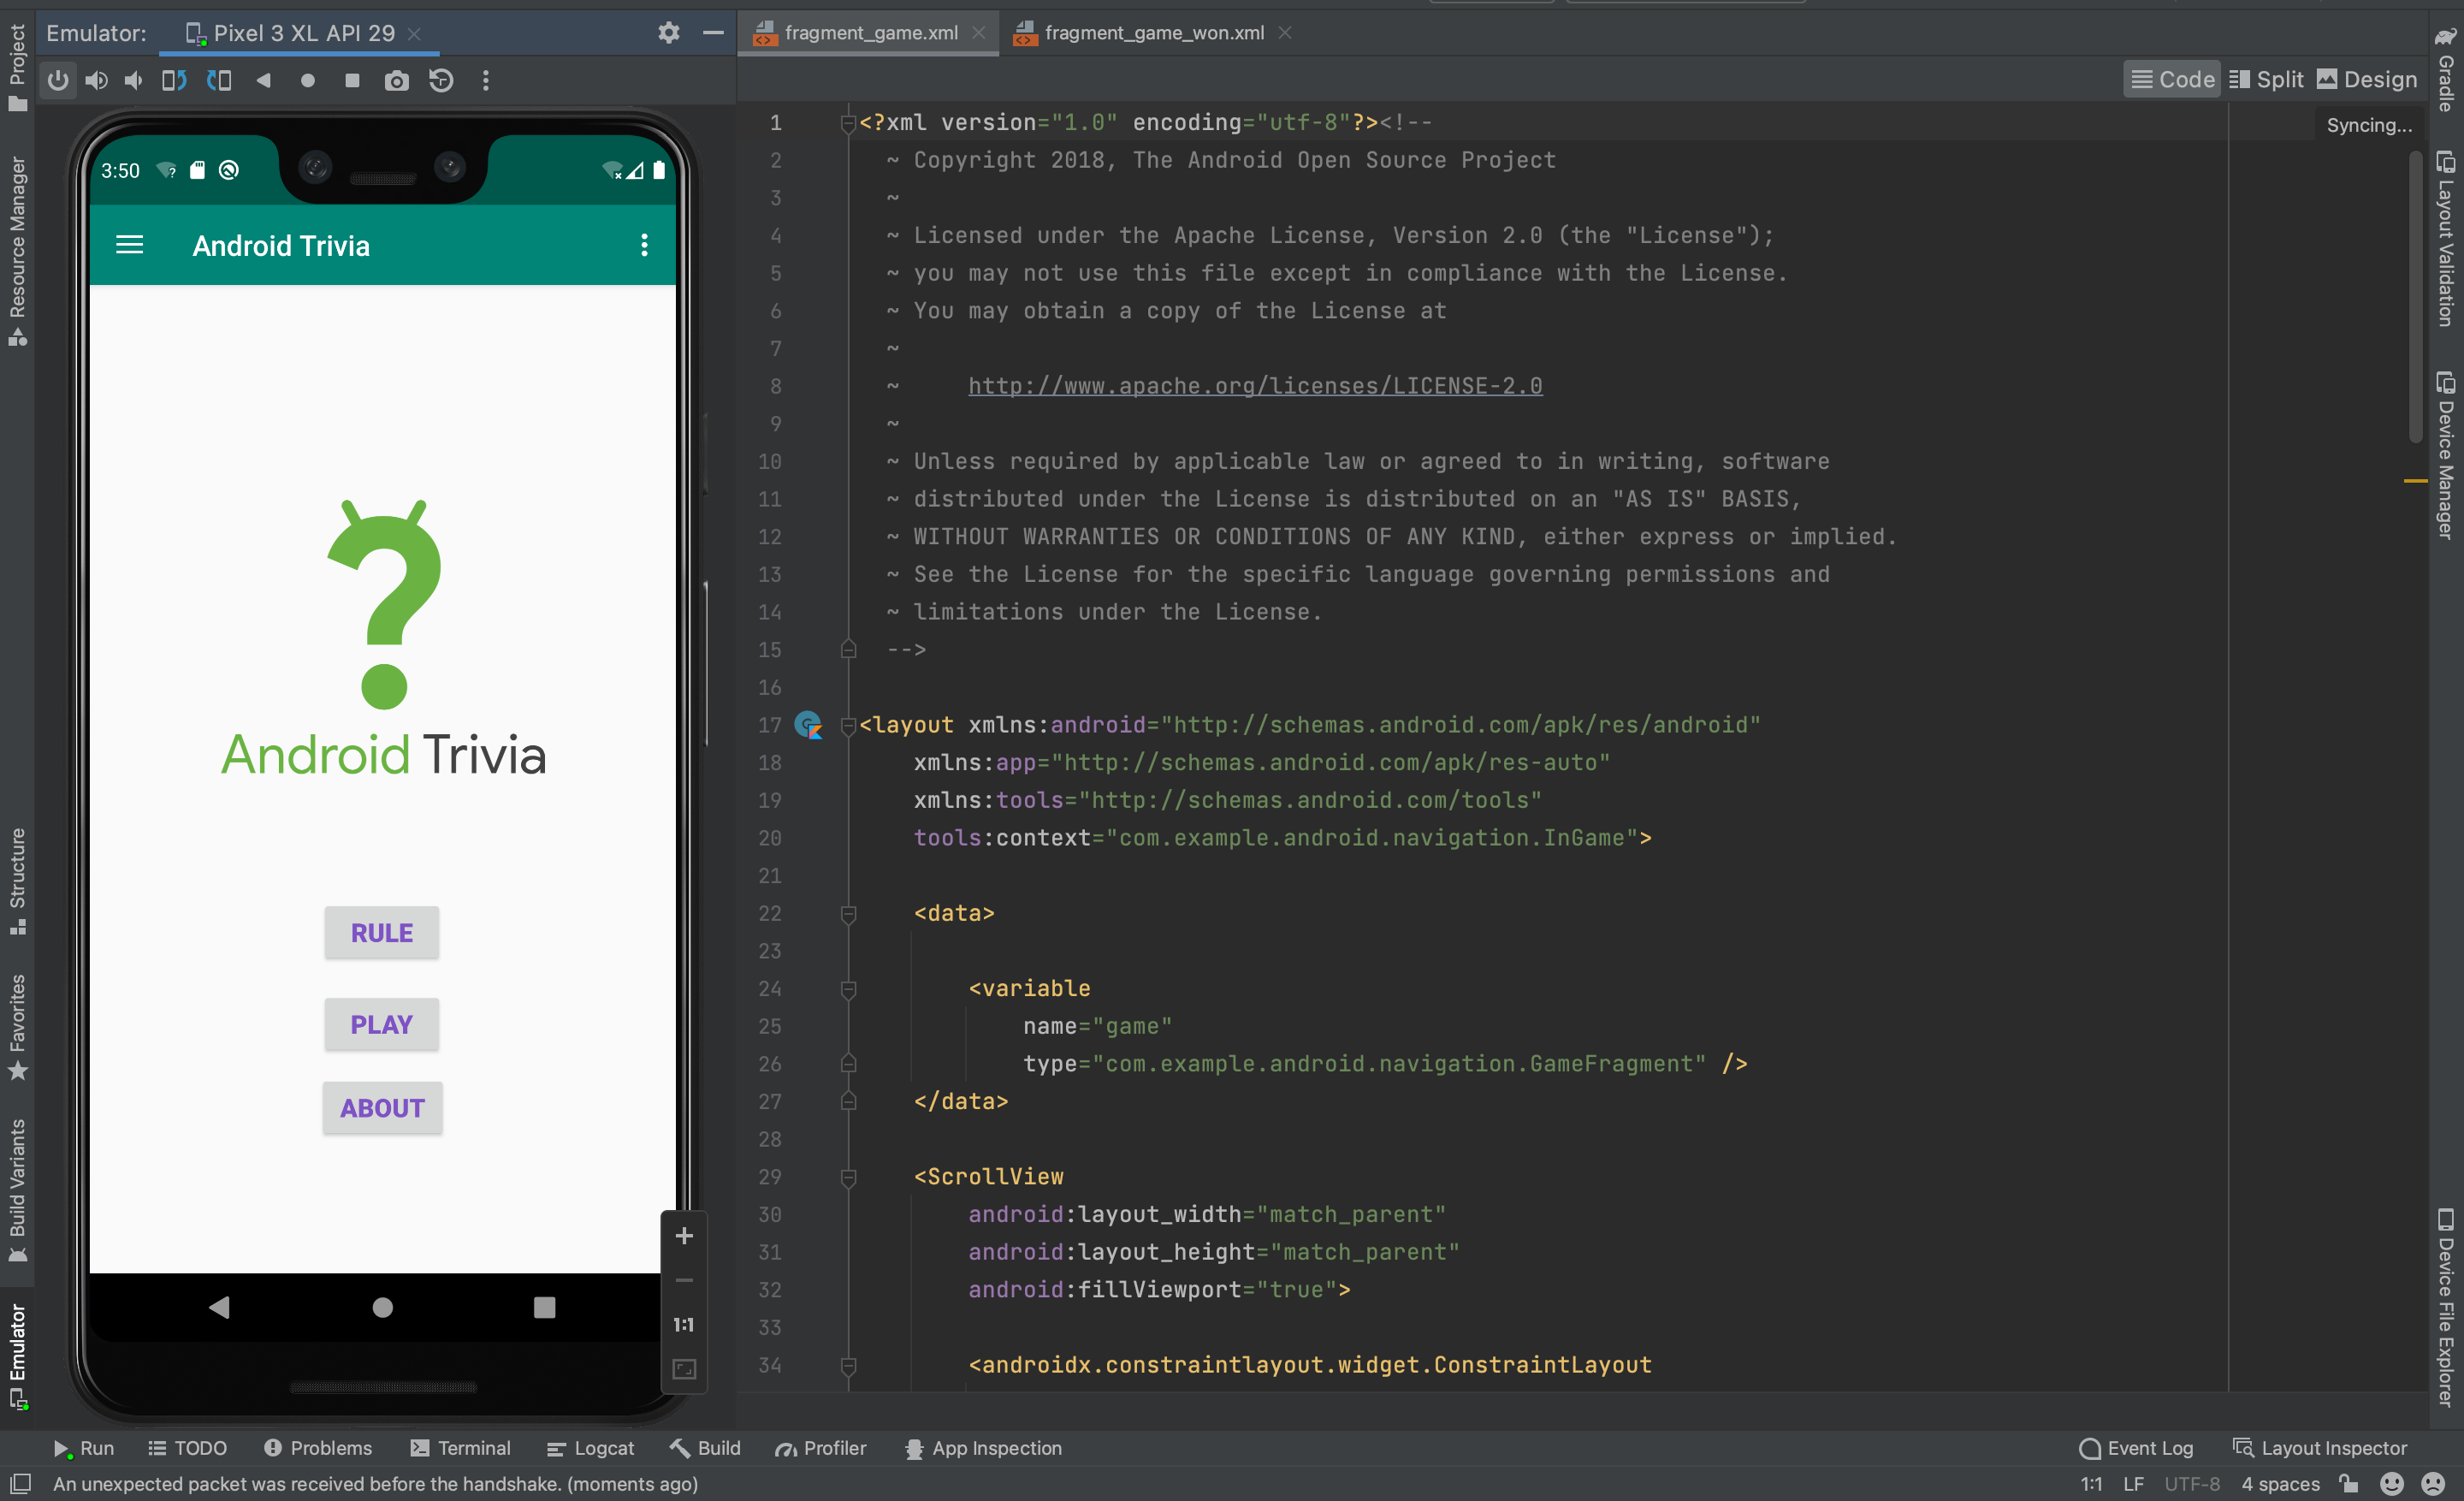 Emulator:
Pixel 3 XL API 29
fragment_game.xml
fragment_game_won.xml
Code
Split
Design
Syncing...
Project
Resource Manager
Structure
Favorites
Build Variants
Emulator
3:50
Android Trivia
Android Trivia
RULE
PLAY
ABOUT
1:1
1 <?xml version="1.0" encoding="utf-8"?><!--
2 ~ Copyright 2018, The Android Open Source Project
3 ~
4 ~ Licensed under the Apache License, Version 2.0 (the "License");
5 ~ you may not use this file except in compliance with the License.
6 ~ You may obtain a copy of the License at
7 ~
8 ~ http://www.apache.org/licenses/LICENSE-2.0
9 ~
10 ~ Unless required by applicable law or agreed to in writing, software
11 ~ distributed under the License is distributed on an "AS IS" BASIS,
12 ~ WITHOUT WARRANTIES OR CONDITIONS OF ANY KIND, either express or implied.
13 ~ See the License for the specific language governing permissions and
14 ~ limitations under the License.
15 -->
16
17 <layout xmlns:android="http://schemas.android.com/apk/res/android"
18 xmlns:app="http://schemas.android.com/apk/res-auto"
19 xmlns:tools="http://schemas.android.com/tools"
20 tools:context="com.example.android.navigation.InGame">
21
22 <data>
23
24 <variable
25 name="game"
26 type="com.example.android.navigation.GameFragment" />
27 </data>
28
29 <ScrollView
30 android:layout_width="match_parent"
31 android:layout_height="match_parent"
32 android:fillViewport="true">
33
34 <androidx.constraintlayout.widget.ConstraintLayout
Gradle
Layout Validation
Device Manager
Device File Explorer
Run
TODO
Problems
Terminal
Logcat
Build
Profiler
App Inspection
Event Log
Layout Inspector
An unexpected packet was received before the handshake. (moments ago)
1:1
LF
UTF-8
4 spaces